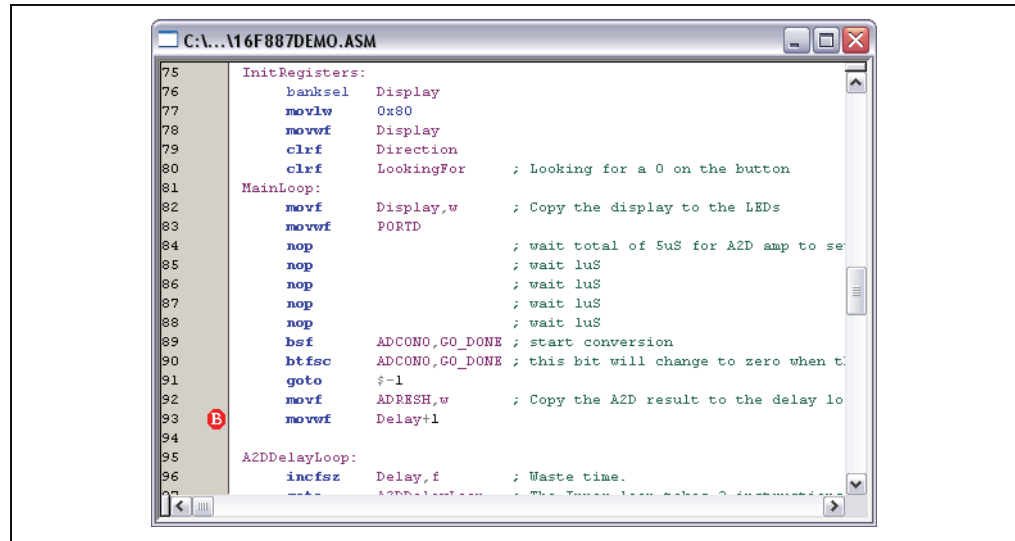 C:\...\16F887DEMO.ASM
75 InitRegisters:
76 banksel Display
77 movlw 0x80
78 movwf Display
79 clrf Direction
80 clrf LookingFor ; Looking for a 0 on the button
81 MainLoop:
82 movf Display,w ; Copy the display to the LEDs
83 movwf PORTD
84 nop ; wait total of 5uS for A2D amp to se
85 nop ; wait 1uS
86 nop ; wait 1uS
87 nop ; wait 1uS
88 nop ; wait 1uS
89 bsf ADCON0,GO_DONE ; start conversion
90 btfsc ADCON0,GO_DONE ; this bit will change to zero when t
91 goto $-1
92 movf ADRESH,w ; Copy the A2D result to the delay lo
93 B movwf Delay+1
94
95 A2DDelayLoop:
96 incfsz Delay,f ; Waste time.